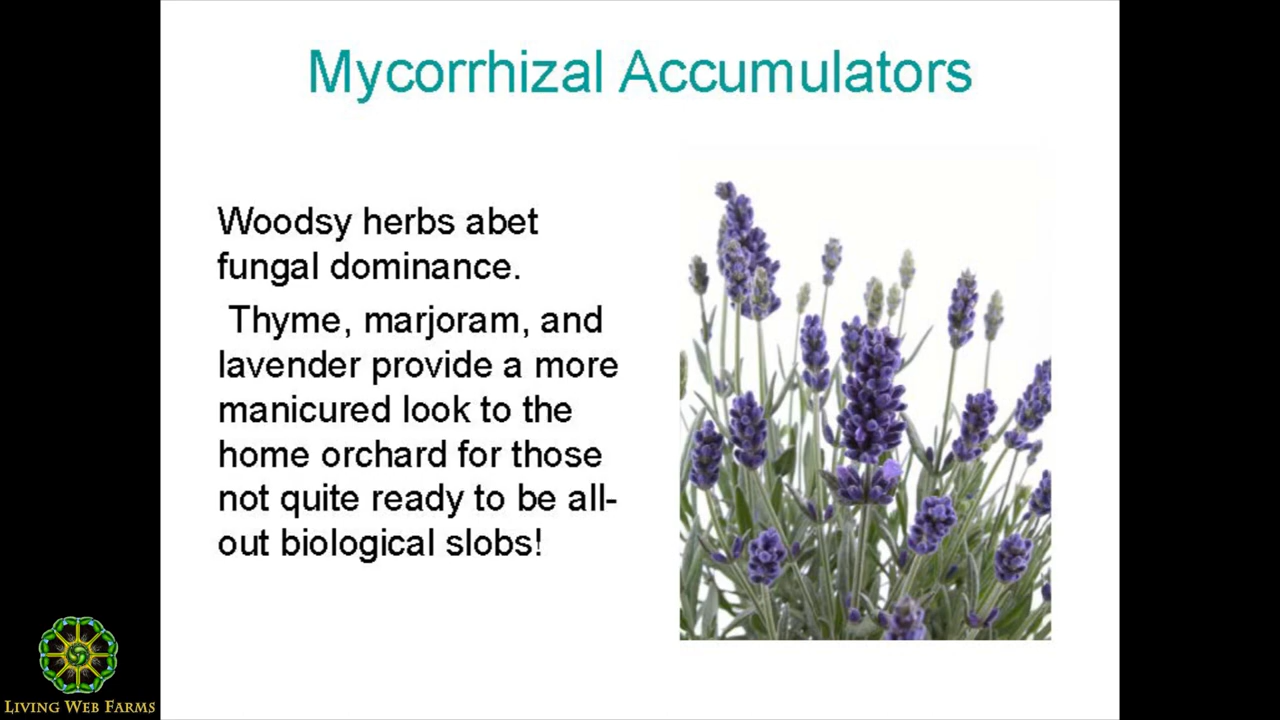 Mycorrhizal Accumulators
Woodsy herbs abet
fungal dominance.
Thyme, marjoram, and
lavender provide a more
manicured look to the
home orchard for those
not quite ready to be all-
out biological slobs!
LIVING WEB FARMS